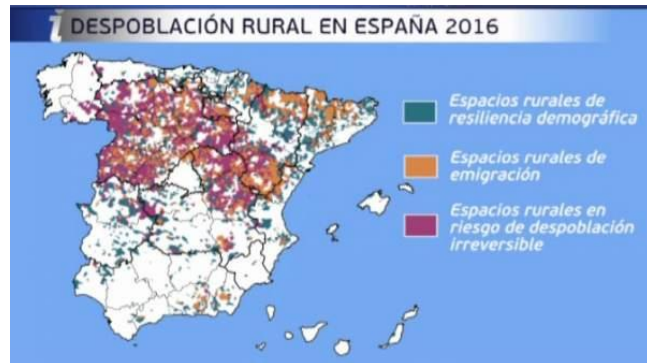 DESPOBLACIÓN RURAL EN ESPAÑA 2016
Espacios rurales de
resiliencia demográfica
Espacios rurales de
emigración
Espacios rurales en
riesgo de despoblación
irreversible